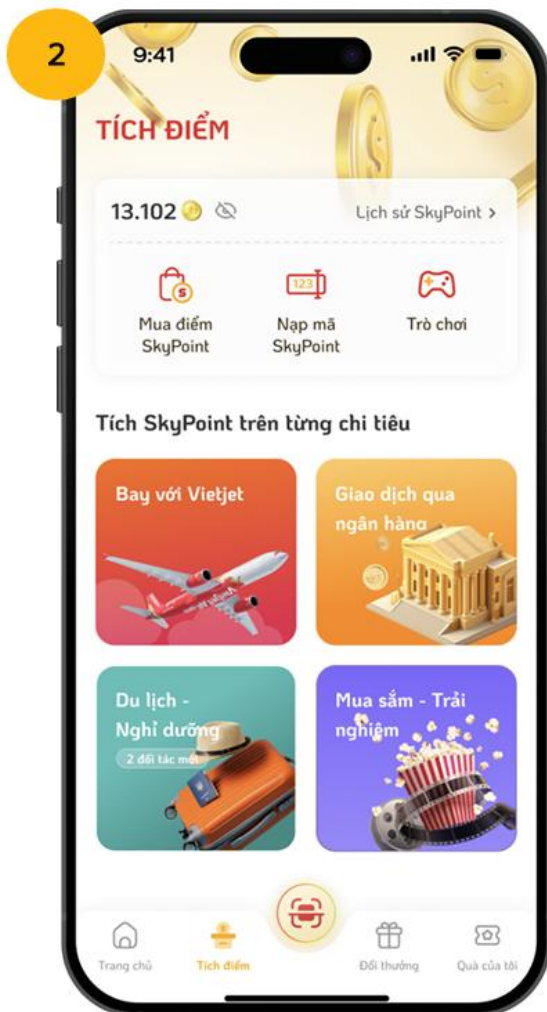 2
9:41
TÍCH ĐIỂM
13.102
Lịch sử SkyPoint >
Mua điểm
SkyPoint
123
Nạp mã
SkyPoint
Trò chơi
Tích SkyPoint trên từng chi tiêu
Bay với Vietjet
Giao dịch qua
ngân hàng
Du lịch -
Nghỉ dưỡng
2 đối tác mới
Mua sắm - Trải
nghiệm
Trang chủ
Tích điểm
Đổi thưởng
Quà của tôi